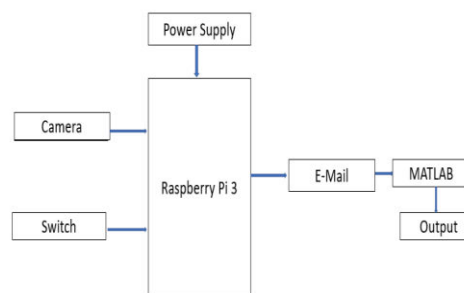 Power Supply
Camera
Raspberry Pi 3
E-Mail
MATLAB
Switch
Output